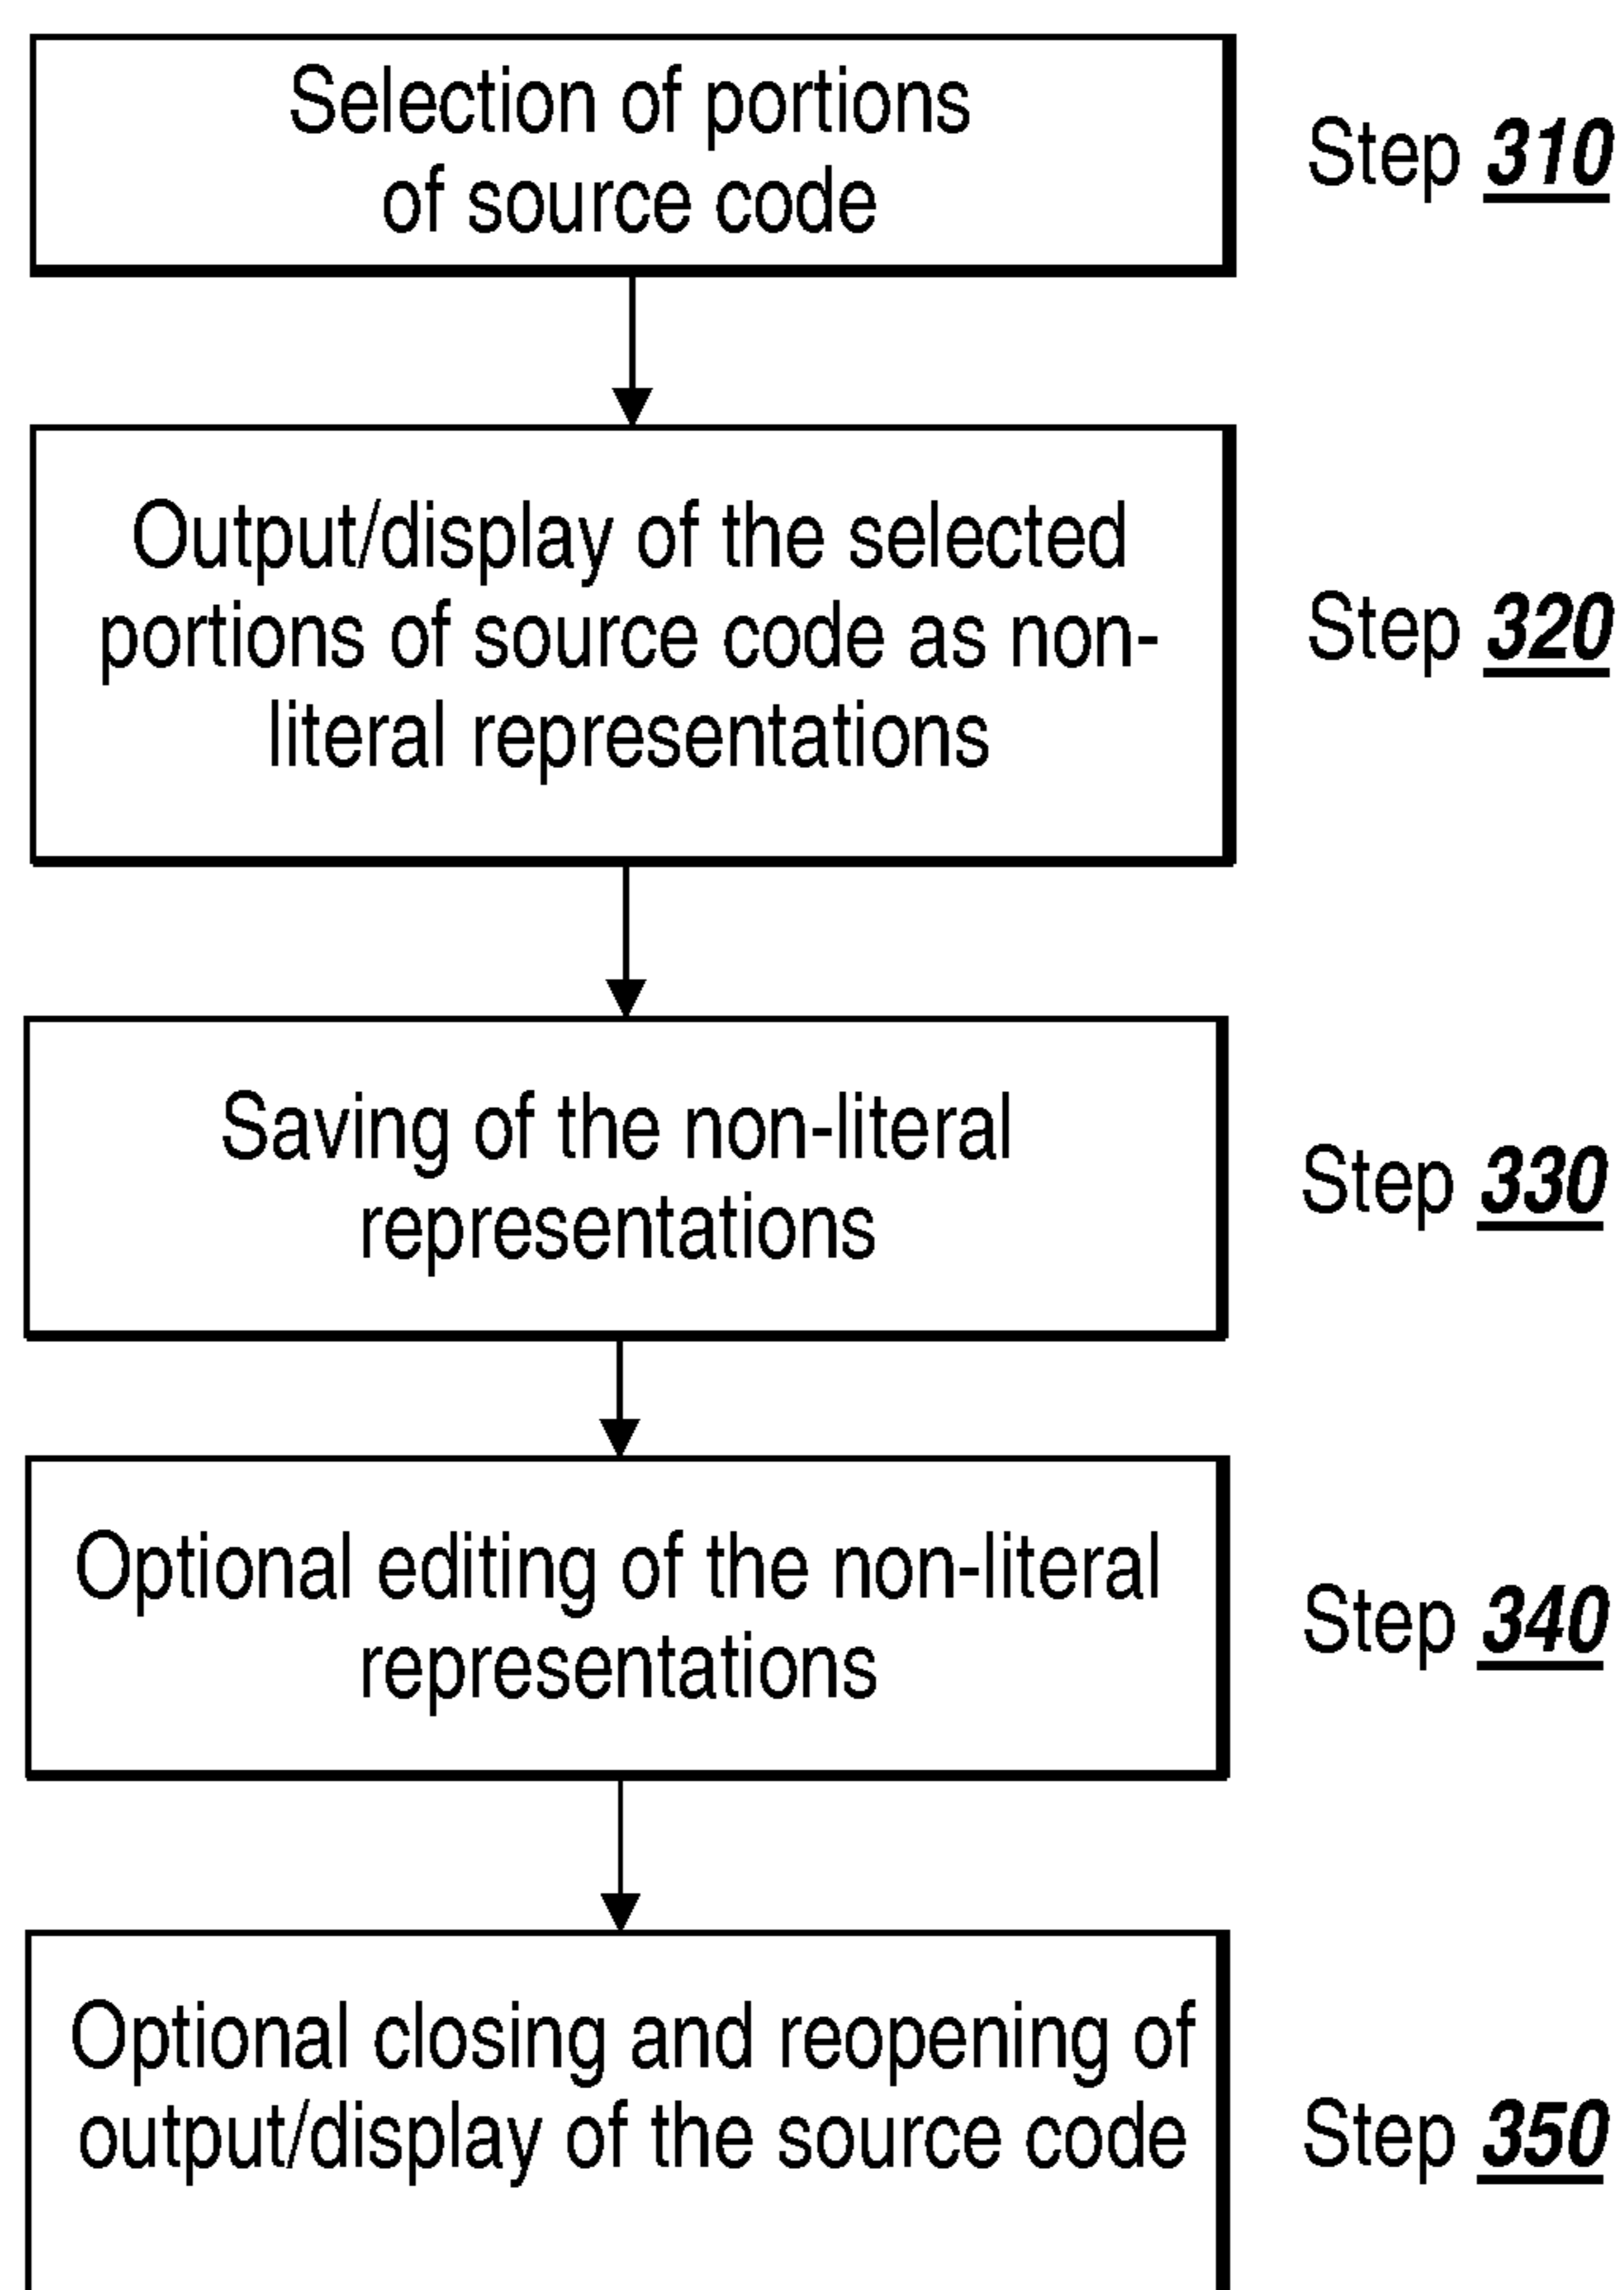 Selection of portions
of source code
Step 310
Output/display of the selected
portions of source code as non-
literal representations
Step 320
Saving of the non-literal
representations
Step 330
Optional editing of the non-literal
representations
Step 340
Optional closing and reopening of
output/display of the source code
Step 350